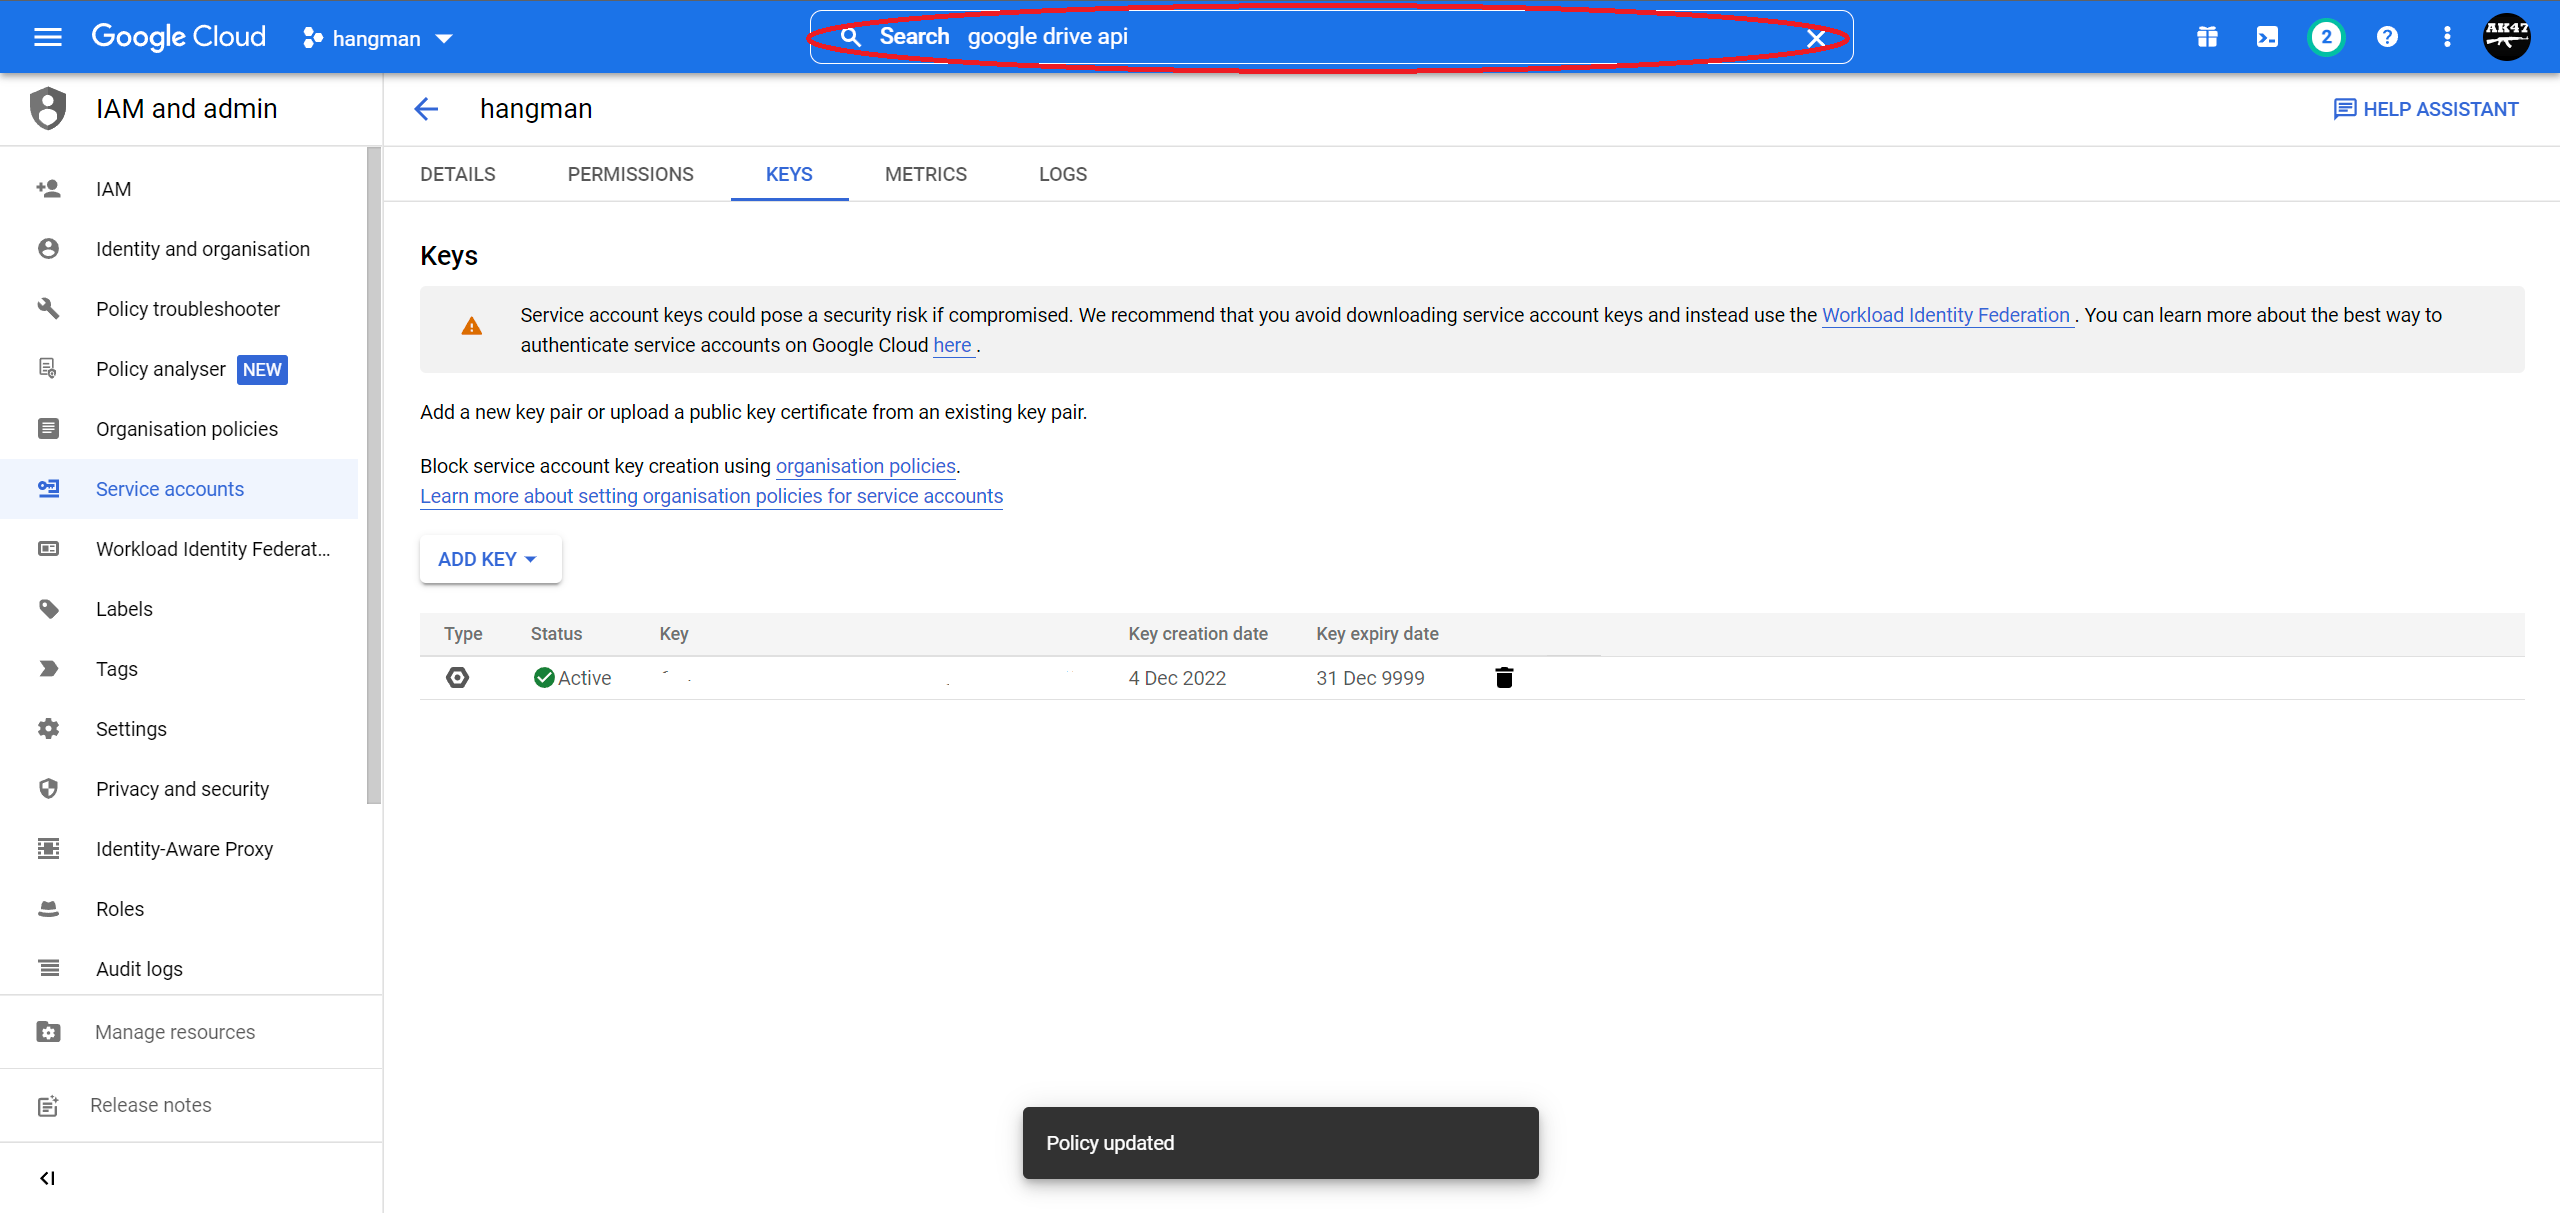 Google Cloud
hangman
Search google drive api
2
AK47
IAM and admin
hangman
HELP ASSISTANT
IAM
Identity and organisation
Policy troubleshooter
Policy analyser NEW
Organisation policies
Service accounts
Workload Identity Federat...
Labels
Tags
Settings
Privacy and security
Identity-Aware Proxy
Roles
Audit logs
Manage resources
Release notes
DETAILS PERMISSIONS KEYS METRICS LOGS
Keys
Service account keys could pose a security risk if compromised. We recommend that you avoid downloading service account keys and instead use the Workload Identity Federation . You can learn more about the best way to
authenticate service accounts on Google Cloud here .
Add a new key pair or upload a public key certificate from an existing key pair.
Block service account key creation using organisation policies.
Learn more about setting organisation policies for service accounts
ADD KEY
Type Status Key Key creation date Key expiry date
Active 4 Dec 2022 31 Dec 9999
Policy updated